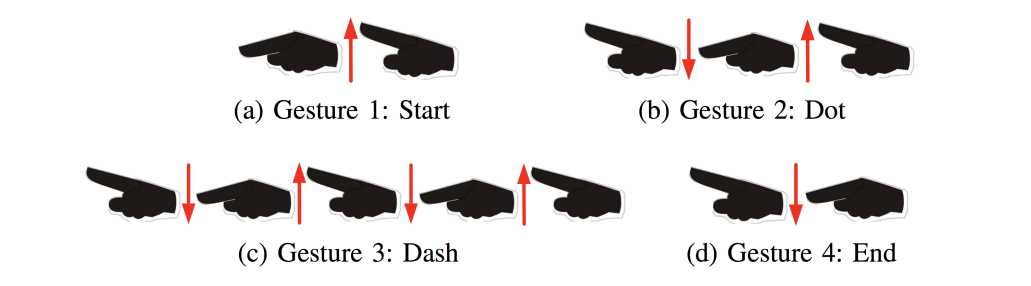 (a) Gesture 1: Start
(b) Gesture 2: Dot
(c) Gesture 3: Dash
(d) Gesture 4: End